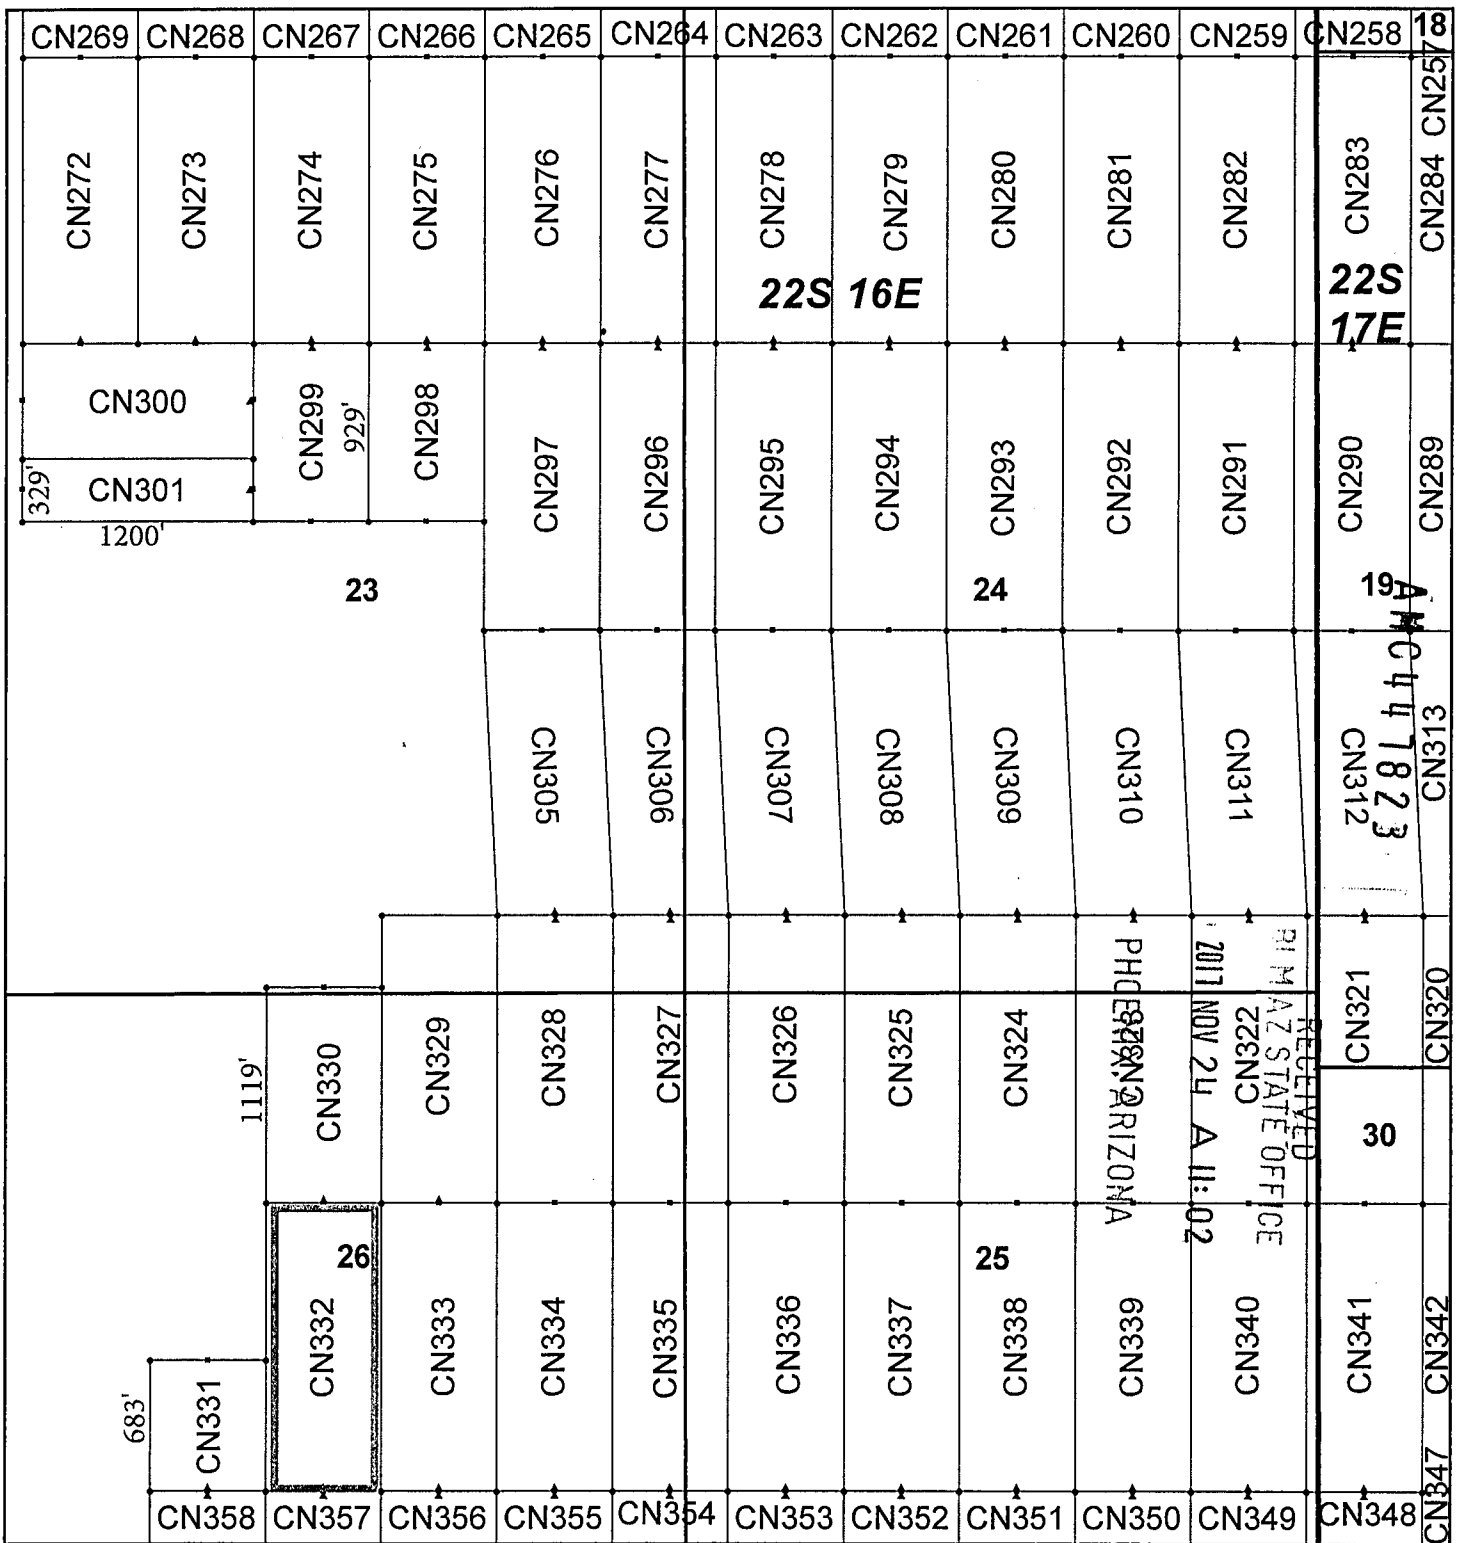 CN269 CN268 CN267 CN266 CN265 CN264 CN263 CN262 CN261 CN260 CN259 CN258 18
CN257
CN272 CN273 CN274 CN275 CN276 CN277 CN278 CN279 CN280 CN281 CN282 CN283 CN284
22S 16E
22S
17E
CN300 CN299 929' CN298
CN297 CN296 CN295 CN294 CN293 CN292 CN291 CN290 CN289
329' CN301
1200'
23 24 19
AMC447823
CN305 CN306 CN307 CN308 CN309 CN310 CN311 CN312 CN313
RECEIVED
BLM AZ STATE OFFICE
2017 NOV 24 A 11:02
PHOENIX, ARIZONA
1119' CN330 CN329 CN328 CN327 CN326 CN325 CN324 CN323 CN322 CN321 CN320
30
26 25
683' CN331 CN332 CN333 CN334 CN335 CN336 CN337 CN338 CN339 CN340 CN341 CN342
CN358 CN357 CN356 CN355 CN354 CN353 CN352 CN351 CN350 CN349 CN348 CN347